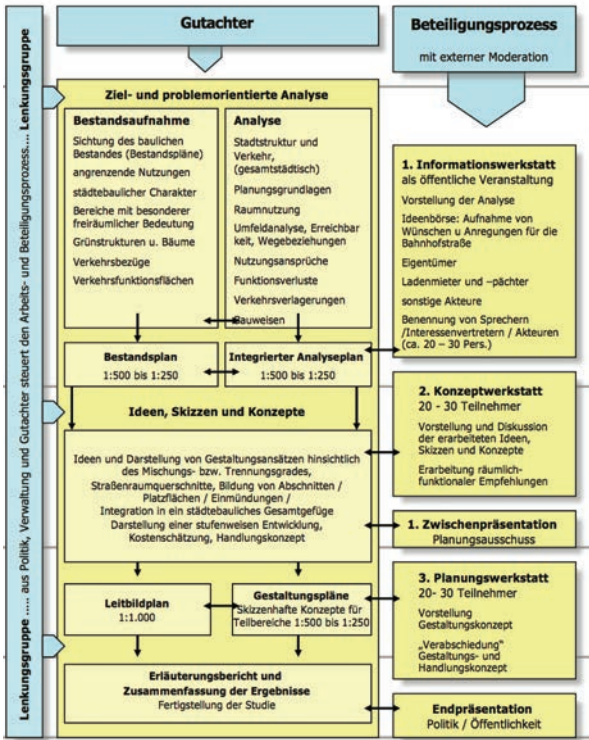 Lenkungsgruppe ..... aus Politik, Verwaltung und Gutachter steuert den Arbeits- und Beteiligungsprozess.... Lenkungsgruppe
Gutachter
Ziel- und problemorientierte Analyse
Bestandsaufnahme
Sichtung des baulichen
Bestandes (Bestandspläne)
angrenzende Nutzungen
städtebaulicher Charakter
Bereiche mit besonderer
freiräumlicher Bedeutung
Grünstrukturen u. Bäume
Verkehrsbezüge
Verkehrsfunktionsflächen
Analyse
Stadtstruktur und
Verkehr,
(gesamtstädtisch)
Planungsgrundlagen
Raumnutzung
Umfeldanalyse, Erreichbar
keit, Wegebeziehungen
Nutzungsansprüche
Funktionsverluste
Verkehrsverlagerungen
Bauweisen
Bestandsplan
1:500 bis 1:250
Integrierter Analyseplan
1:500 bis 1:250
Ideen, Skizzen und Konzepte
Ideen und Darstellung von Gestaltungsansätzen hinsichtlich
des Mischungs- bzw. Trennungsgrades,
Straßenraumquerschnitte, Bildung von Abschnitten /
Platzflächen / Einmündungen /
Integration in ein städtebauliches Gesamtgefüge
Darstellung einer stufenweisen Entwicklung,
Kostenschätzung, Handlungskonzept
Leitbildplan
1:1.000
Gestaltungspläne
Skizzenhafte Konzepte für
Teilbereiche 1:500 bis 1:250
Erläuterungsbericht und
Zusammenfassung der Ergebnisse
Fertigstellung der Studie
Beteiligungsprozess
mit externer Moderation
1. Informationswerkstatt
als öffentliche Veranstaltung
Vorstellung der Analyse
Ideenbörse: Aufnahme von
Wünschen u Anregungen für die
Bahnhofstraße
Eigentümer
Ladenmieter und –pächter
sonstige Akteure
Benennung von Sprechern
/Interessenvertretern / Akteuren
(ca. 20 – 30 Pers.)
2. Konzeptwerkstatt
20 - 30 Teilnehmer
Vorstellung und Diskussion
der erarbeiteten Ideen,
Skizzen und Konzepte
Erarbeitung räumlich-
funktionaler Empfehlungen
1. Zwischenpräsentation
Planungsausschuss
3. Planungswerkstatt
20- 30 Teilnehmer
Vorstellung
Gestaltungskonzept
„Verabschiedung“
Gestaltungs- und
Handlungskonzept
Endpräsentation
Politik / Öffentlichkeit